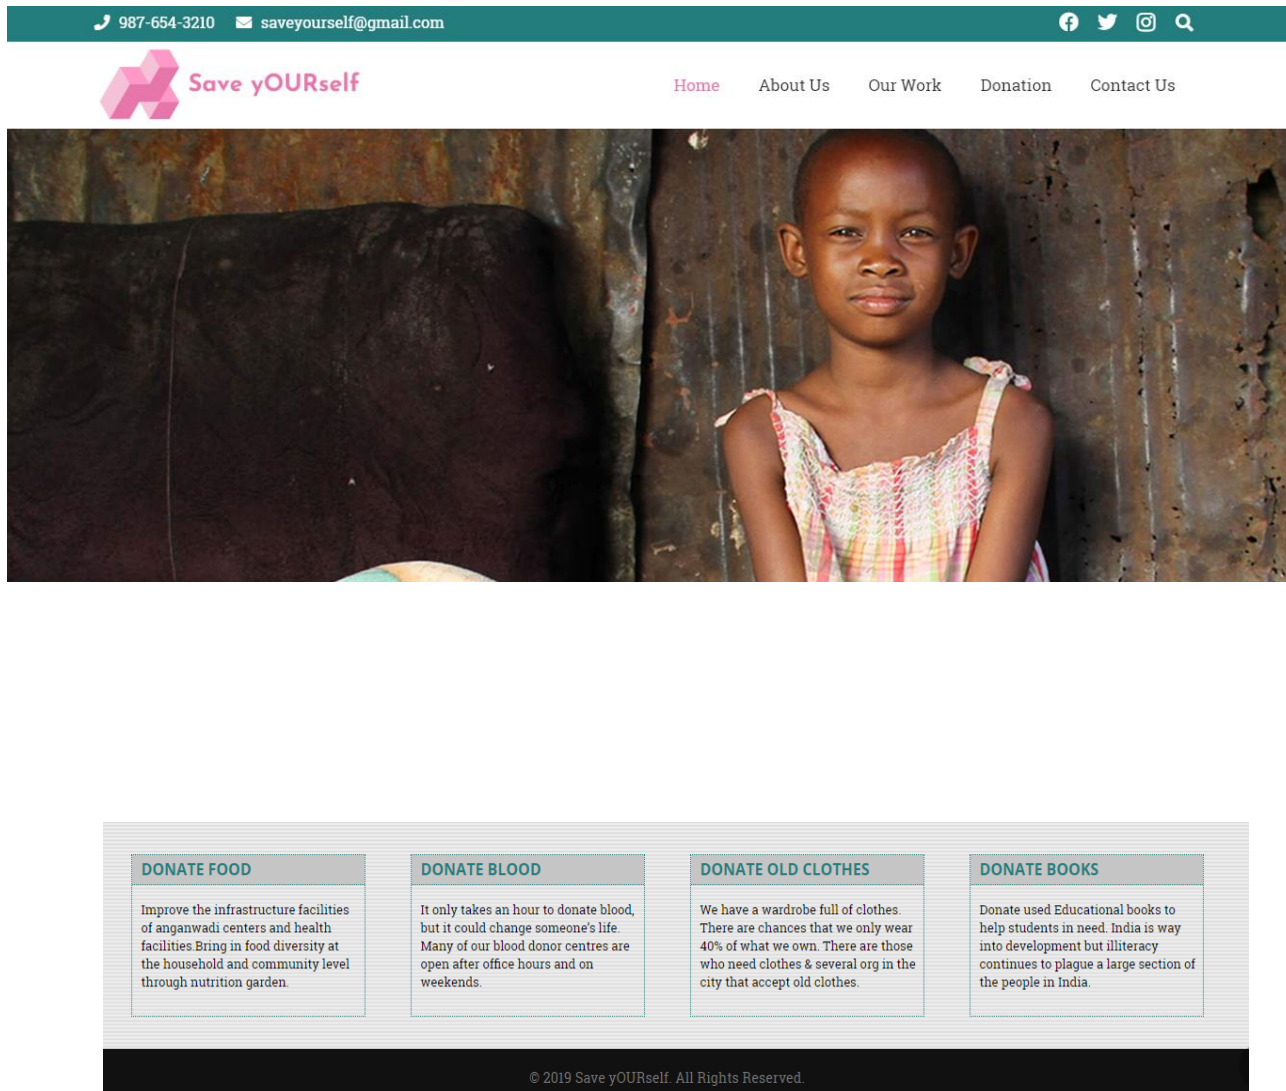 987-654-3210 saveyourself@gmail.com
Save yOURself
Home About Us Our Work Donation Contact Us
DONATE FOOD
Improve the infrastructure facilities
of anganwadi centers and health
facilities.Bring in food diversity at
the household and community level
through nutrition garden.
DONATE BLOOD
It only takes an hour to donate blood,
but it could change someone's life.
Many of our blood donor centres are
open after office hours and on
weekends.
DONATE OLD CLOTHES
We have a wardrobe full of clothes.
There are chances that we only wear
40% of what we own. There are those
who need clothes & several org in the
city that accept old clothes.
DONATE BOOKS
Donate used Educational books to
help students in need. India is way
into development but illiteracy
continues to plague a large section of
the people in India.
© 2019 Save yOURself. All Rights Reserved.